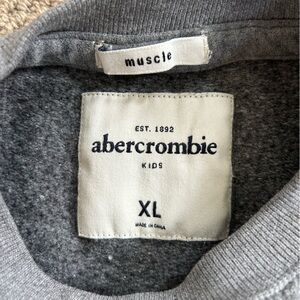 muscle
EST. 1892
abercrombie
KIDS
XL
MADE IN CHINA